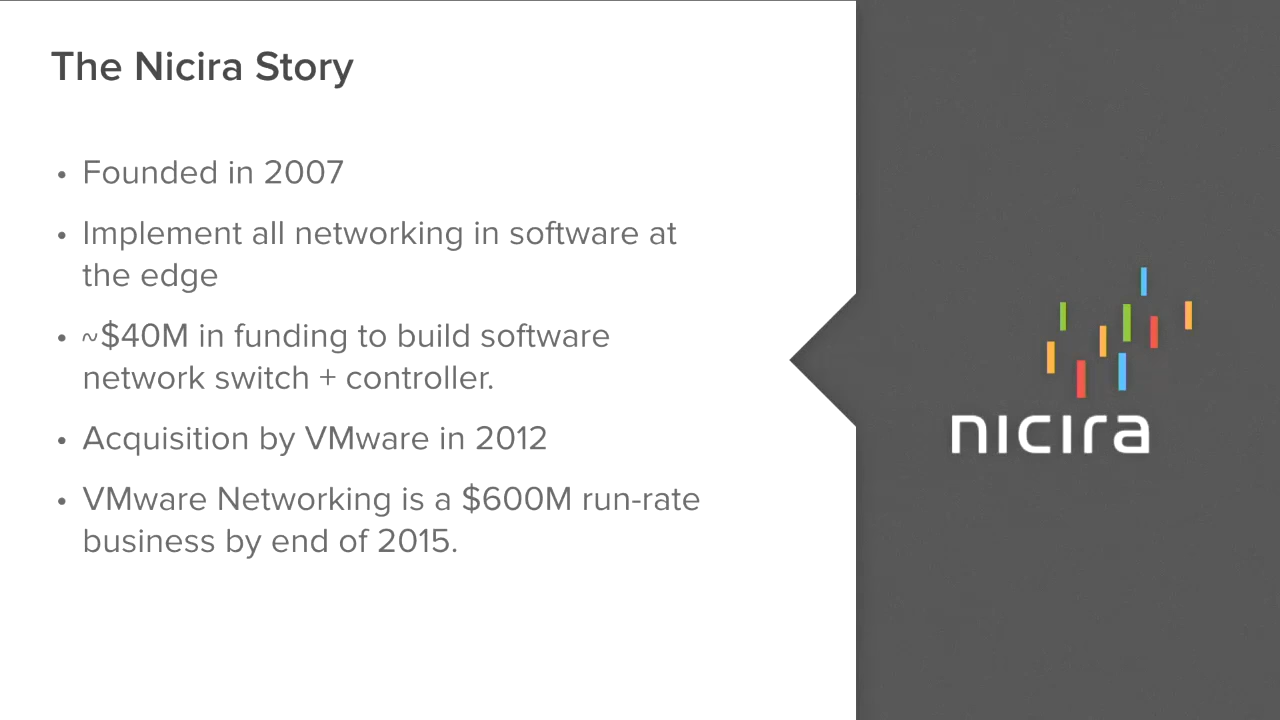 The Nicira Story
• Founded in 2007
• Implement all networking in software at
the edge
• ~$40M in funding to build software
network switch + controller.
• Acquisition by VMware in 2012
• VMware Networking is a $600M run-rate
business by end of 2015.
nicira